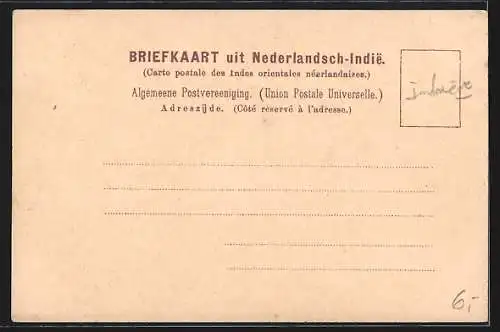 BRIEFKAART uit Nederlandsch-Indië.
(Carte postale des Indes orientales néerlandaises.)
Algemeene Postvereeniging. (Union Postale Universelle.)
Adreszijde. (Côté réservé à l'adresse.)
6,-